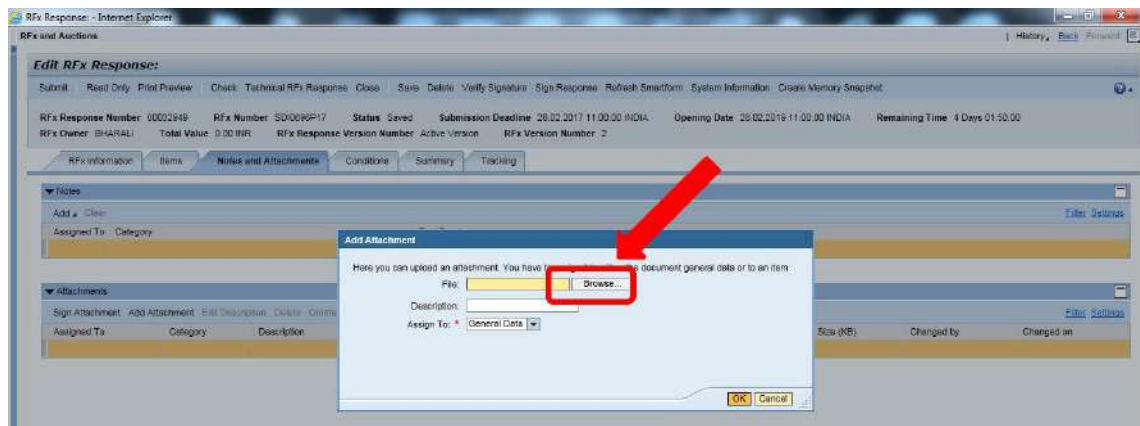 RFx Response: - Internet Explorer
RFx and Auctions
History, Back Forward
Edit RFx Response:
Submit Read Only Print Preview Check Technical RFx Response Close Save Delete Verify Signature Sign Response Refresh Smartform System Information Create Memory Snapshot
RFx Response Number RFx Number SDI0696P17 Status Saved Submission Deadline 28.02.2017 11:00:00 INDIA Opening Date 28.02.2019 11:00:00 INDIA Remaining Time 4 Days 01:50:00
RFx Owner BHARALI Total Value 0.00 INR RFx Response Version Number Active Version RFx Version Number 2
RFx Information Items Notes and Attachments Conditions Summary Tracking
Notes
Add Clear Filter Settings
Assigned To Category
Add Attachment
Here you can upload an attachment. You have document general data or to an item
File: Browse...
Description:
Assign To: * General Data
OK Cancel
Attachments
Sign Attachment Add Attachment Edit Description Delete Filter Settings
Assigned To Category Description Size (KB) Changed by Changed on